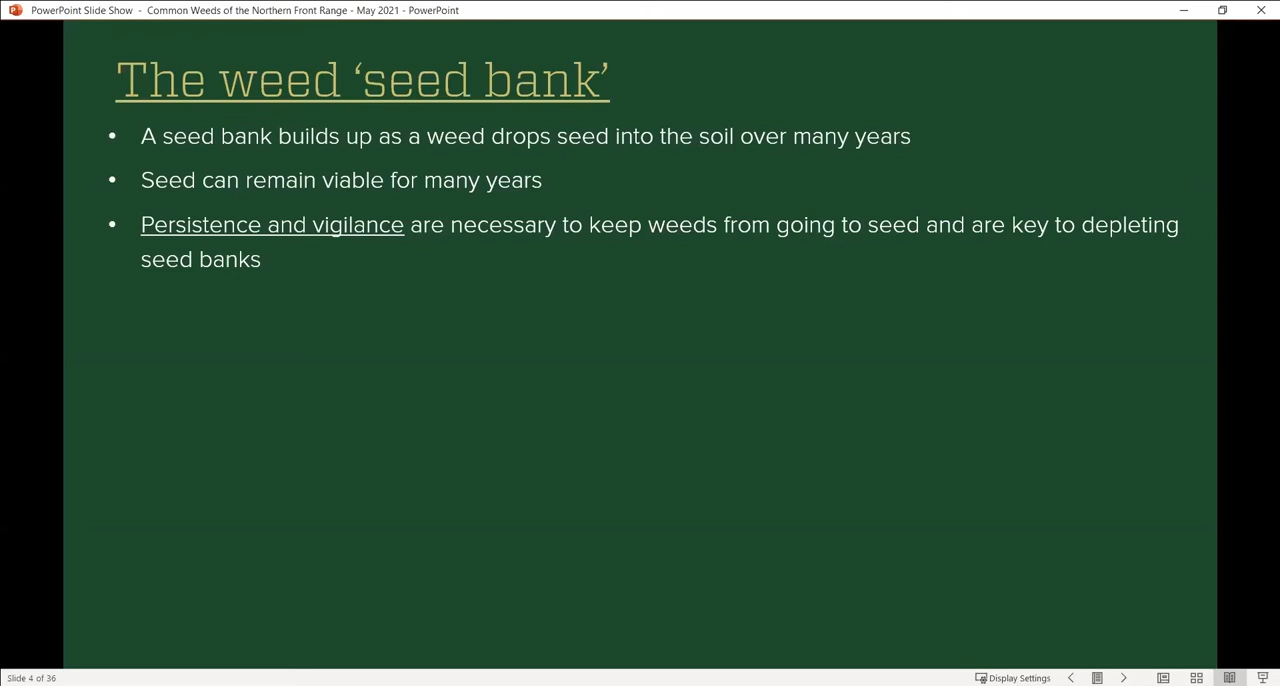 PowerPoint Slide Show - Common Weeds of the Northern Front Range - May 2021 - PowerPoint
The weed ‘seed bank’
• A seed bank builds up as a weed drops seed into the soil over many years
• Seed can remain viable for many years
• Persistence and vigilance are necessary to keep weeds from going to seed and are key to depleting
seed banks
Slide 4 of 36
Display Settings